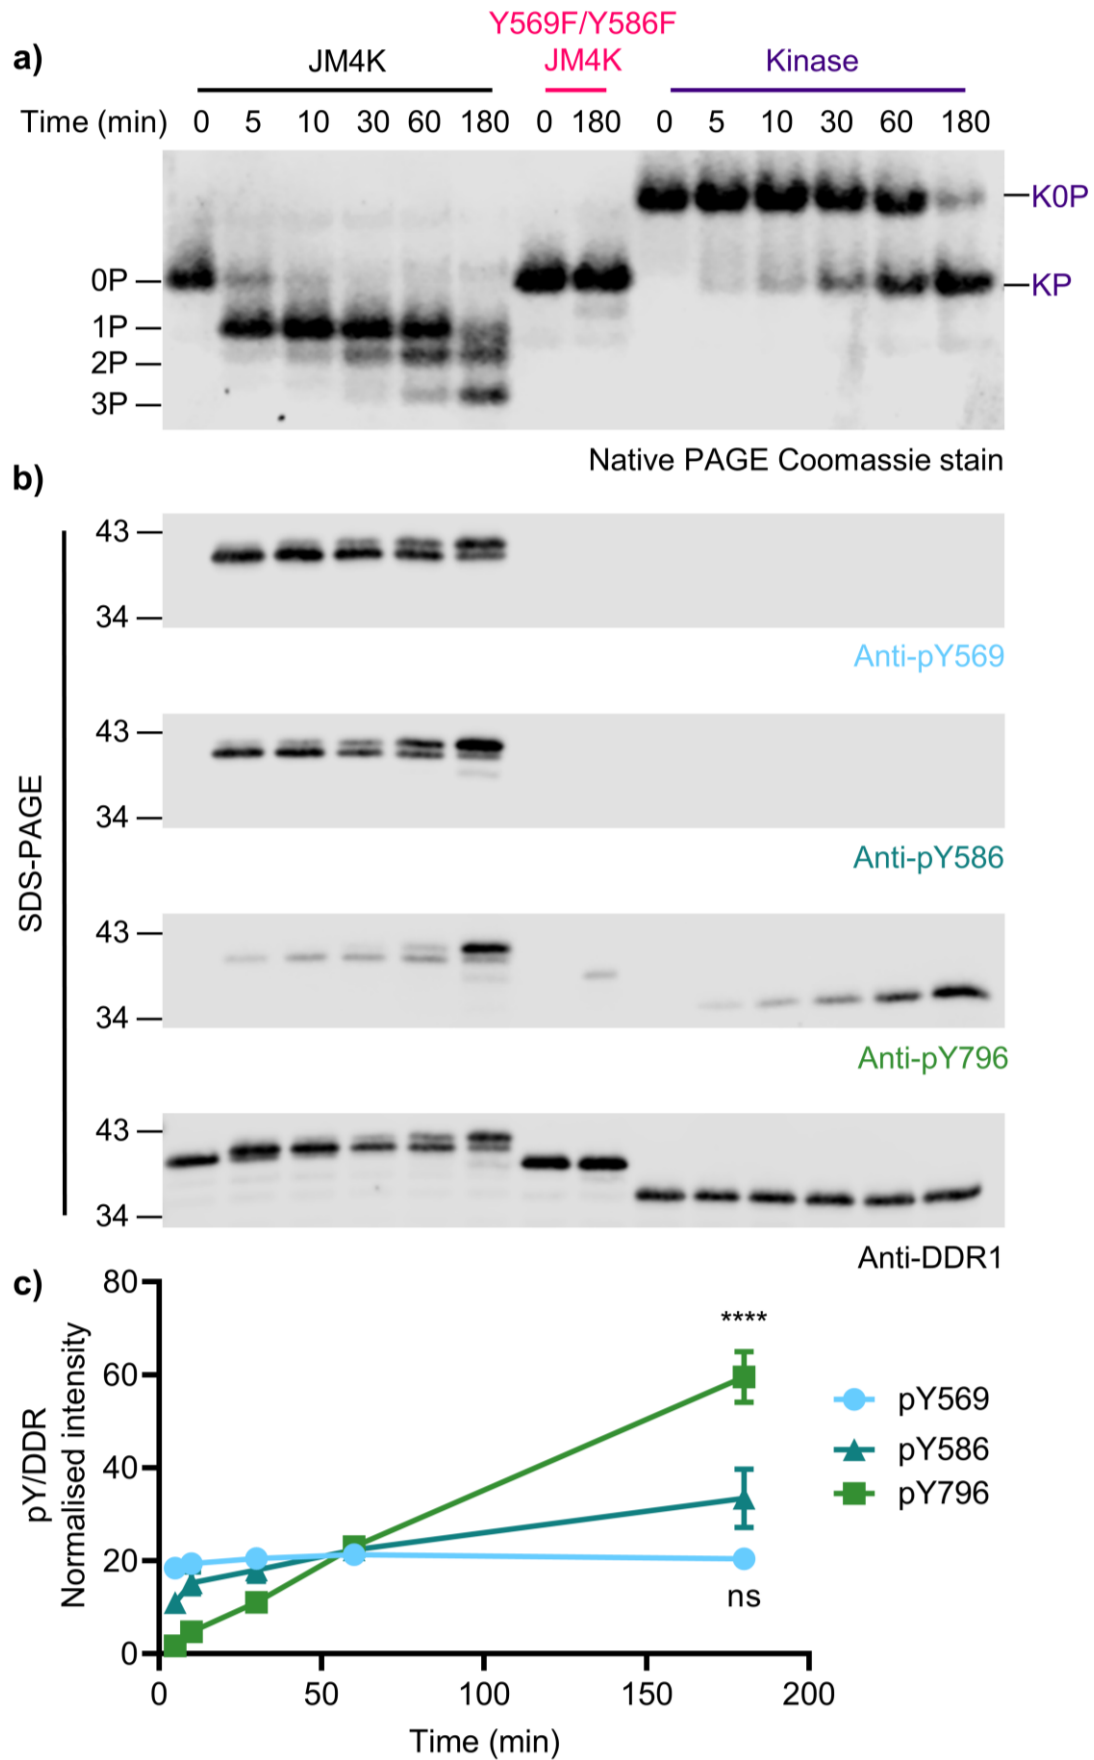 Y569F/Y586F
a) JM4K JM4K Kinase
Time (min) 0 5 10 30 60 180 0 180 0 5 10 30 60 180
K0P
0P KP
1P
2P
3P
Native PAGE Coomassie stain
b)
SDS-PAGE
43
34
Anti-pY569
43
34
Anti-pY586
43
34
Anti-pY796
43
34
Anti-DDR1
c)
pY/DDR
Normalised intensity
80
60
40
20
0
****
ns
pY569
pY586
pY796
0 50 100 150 200
Time (min)